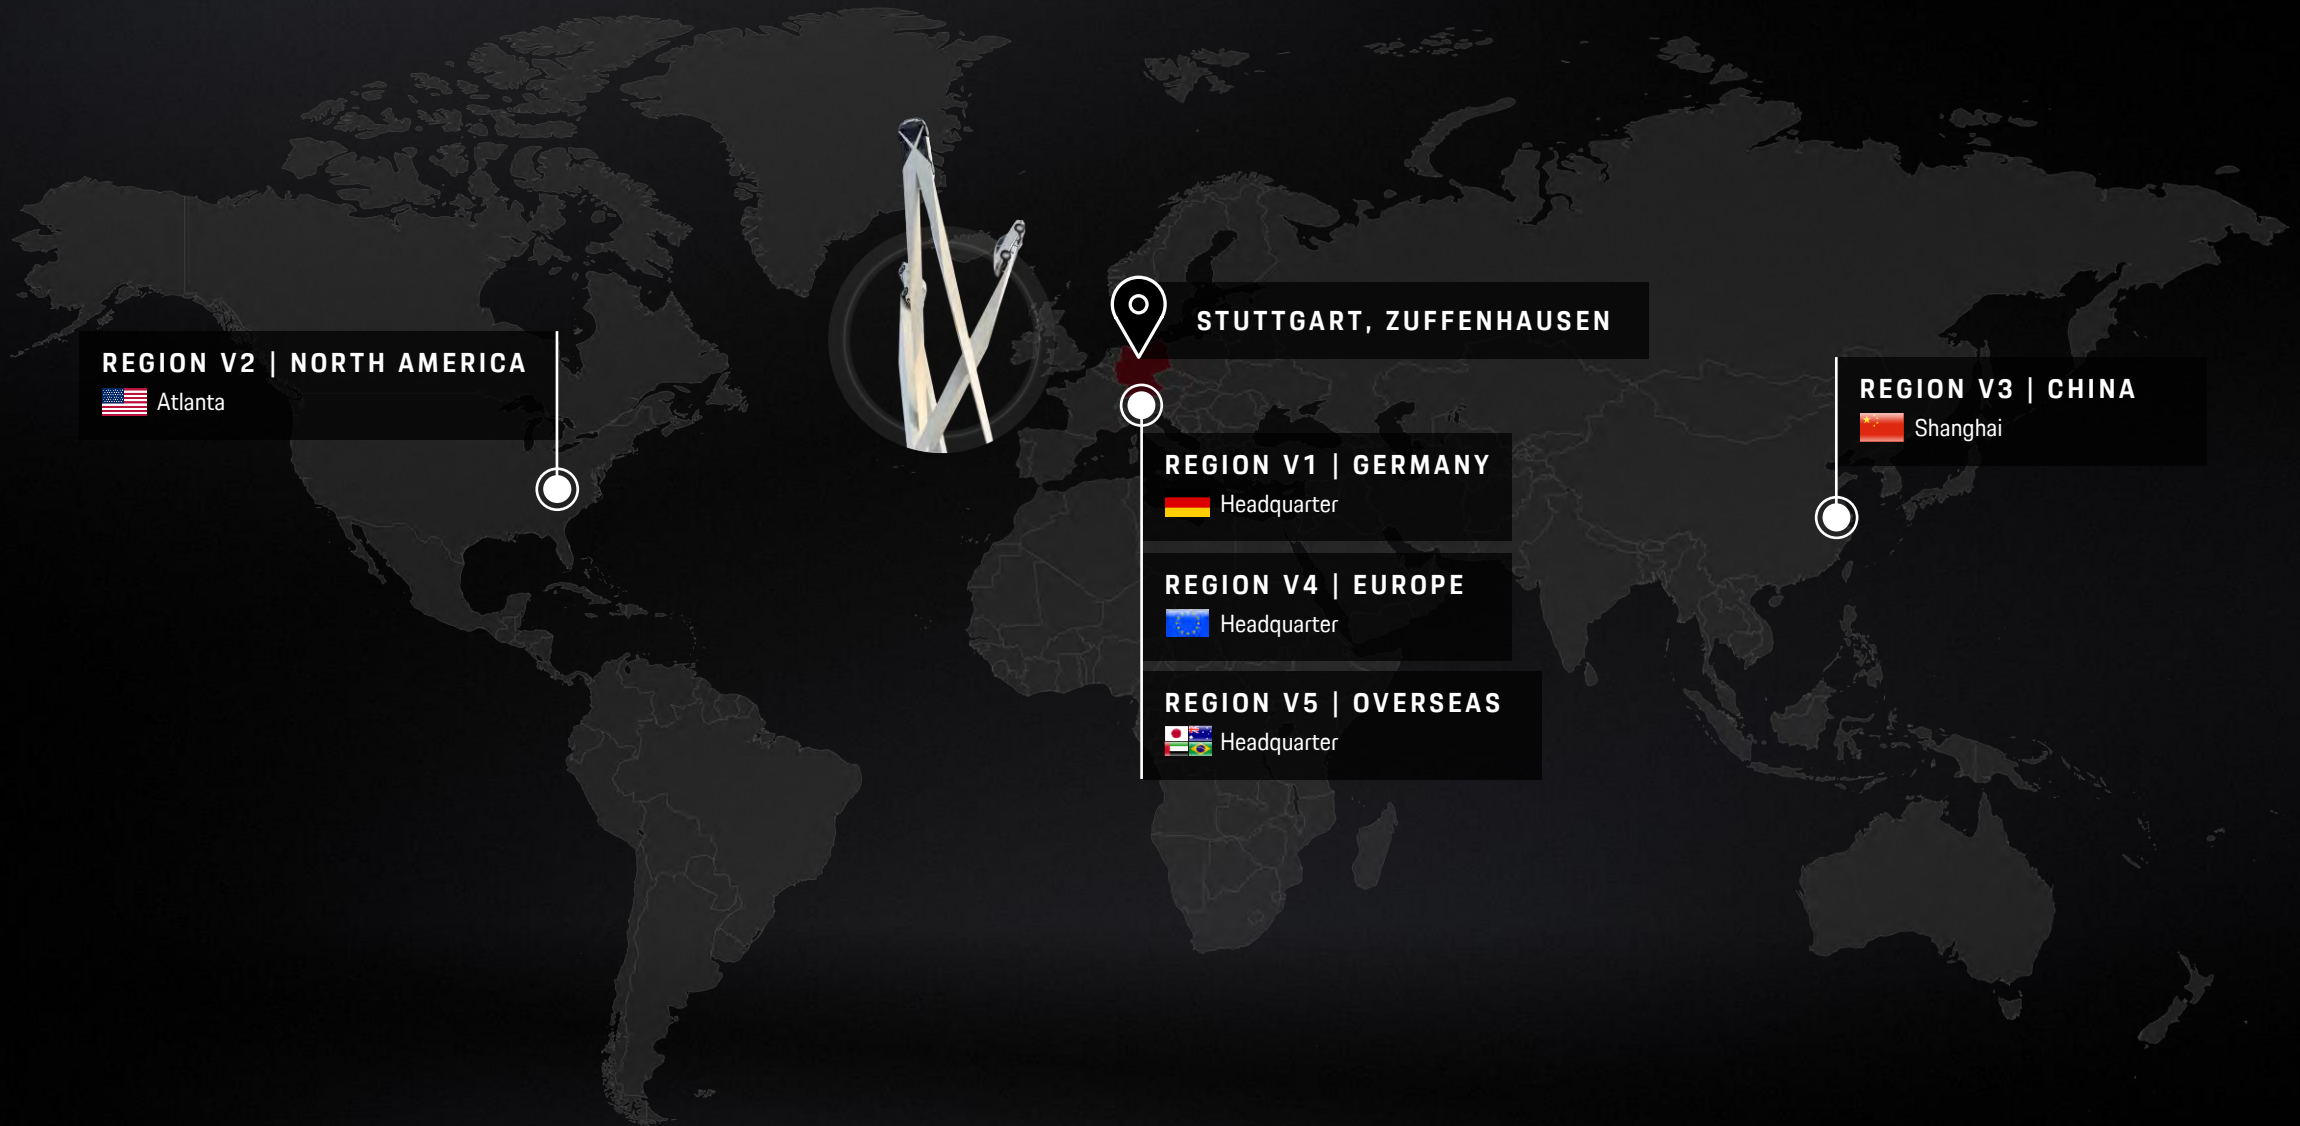 STUTTGART, ZUFFENHAUSEN
REGION V2 | NORTH AMERICA
Atlanta
REGION V3 | CHINA
Shanghai
REGION V1 | GERMANY
Headquarter
REGION V4 | EUROPE
Headquarter
REGION V5 | OVERSEAS
Headquarter